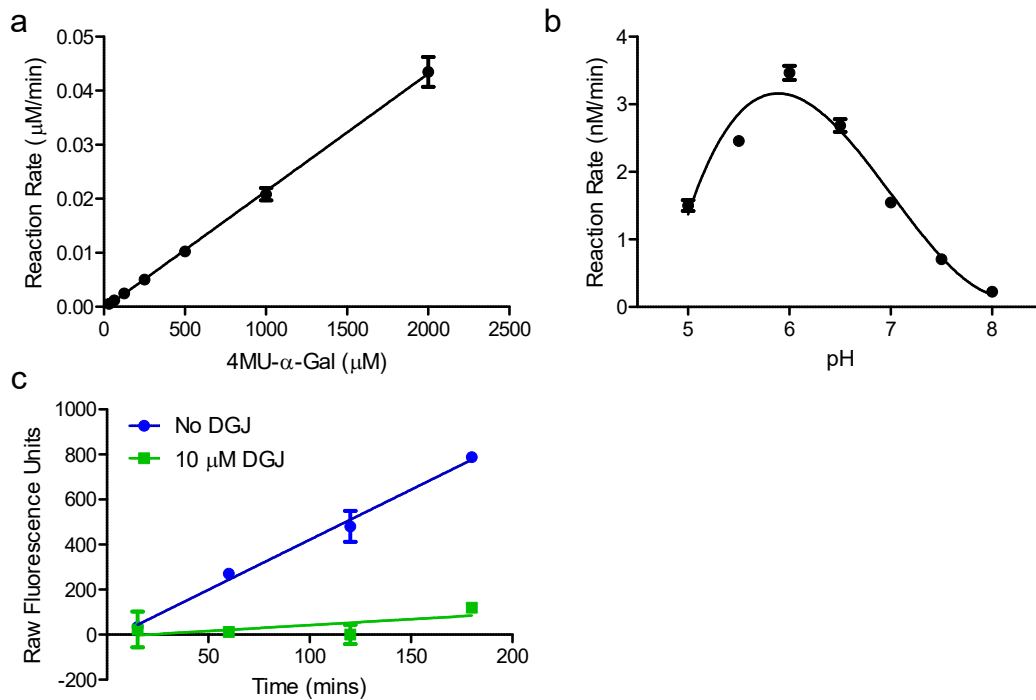 a
0.05
0.04
0.03
0.02
0.01
0.00
Reaction Rate (μM/min)
0 500 1000 1500 2000 2500
4MU-α-Gal (μM)
b
4
3
2
1
0
Reaction Rate (nM/min)
5 6 7 8
pH
c
1000
800
600
400
200
0
-200
Raw Fluorescence Units
No DGJ
10 μM DGJ
50 100 150 200
Time (mins)